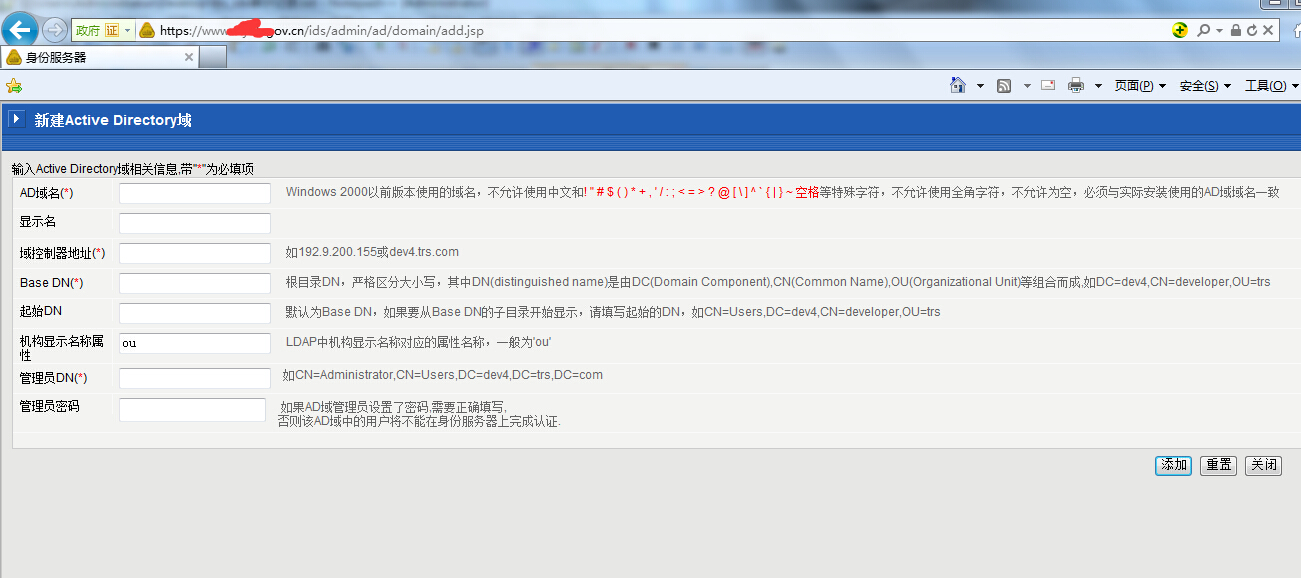 政府 证 https://www. gov.cn/ids/admin/ad/domain/add.jsp
身份服务器
页面(P) 安全(S) 工具(O)
新建Active Directory域
输入Active Directory域相关信息,带"*"为必填项
AD域名(*) Windows 2000以前版本使用的域名，不允许使用中文和! " # $ ( ) * + , ' / : ; < = > ? @ [ \ ] ^ ` { | } ~ 空格等特殊字符，不允许使用全角字符，不允许为空，必须与实际安装使用的AD域域名一致
显示名
域控制器地址(*) 如192.9.200.155或dev4.trs.com
Base DN(*) 根目录DN，严格区分大小写，其中DN(distinguished name)是由DC(Domain Component),CN(Common Name),OU(Organizational Unit)等组合而成,如DC=dev4,CN=developer,OU=trs
起始DN 默认为Base DN，如果要从Base DN的子目录开始显示，请填写起始的DN，如CN=Users,DC=dev4,CN=developer,OU=trs
机构显示名称属性 ou LDAP中机构显示名称对应的属性名称，一般为'ou'
管理员DN(*) 如CN=Administrator,CN=Users,DC=dev4,DC=trs,DC=com
管理员密码 如果AD域管理员设置了密码,需要正确填写,
否则该AD域中的用户将不能在身份服务器上完成认证.
添加 重置 关闭